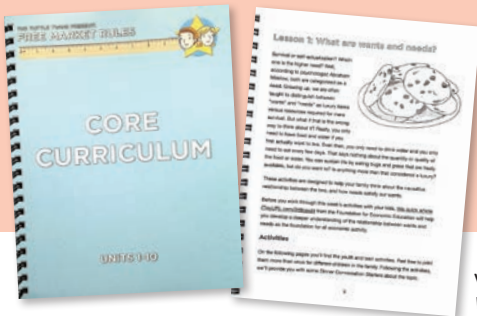 THE TUTTLE TWINS PRESENT:
FREE MARKET RULES
CORE
CURRICULUM
UNITS 1-10
Lesson 1: What are wants and needs?
Survival or self-actualization? Which
one is the higher need? Well,
according to psychologist Abraham
Maslow, both are categorized as a
need. Growing up, we are often
taught to distinguish between
"wants" and "needs" as luxury items
versus resources required for mere
survival. But what if that is the wrong
way to think about it? Really, you only
need to have food and water if you
first actually want to live. Even then, you only need to drink water and you only
need to eat every few days. That says nothing about the quantity or quality of
the food or water. You can sustain life by eating bugs and grass that are freely
available, but do you want to? Is anything more than that considered a luxury?
These activities are designed to help your family think about the
relationship between the two, and how needs satisfy our wants.
Before you work through this week's activities with your kids,
from the Foundation for Economic Education will help
you develop a deeper understanding of the relationship between wants and
needs as the foundation for all economic activity.
Activities
On the following pages you'll find the youth and teen activities. Feel free to print
them more than once for different children in the family. Following the activities,
we'll provide you with some Dinner Conversation Starters about the topic.